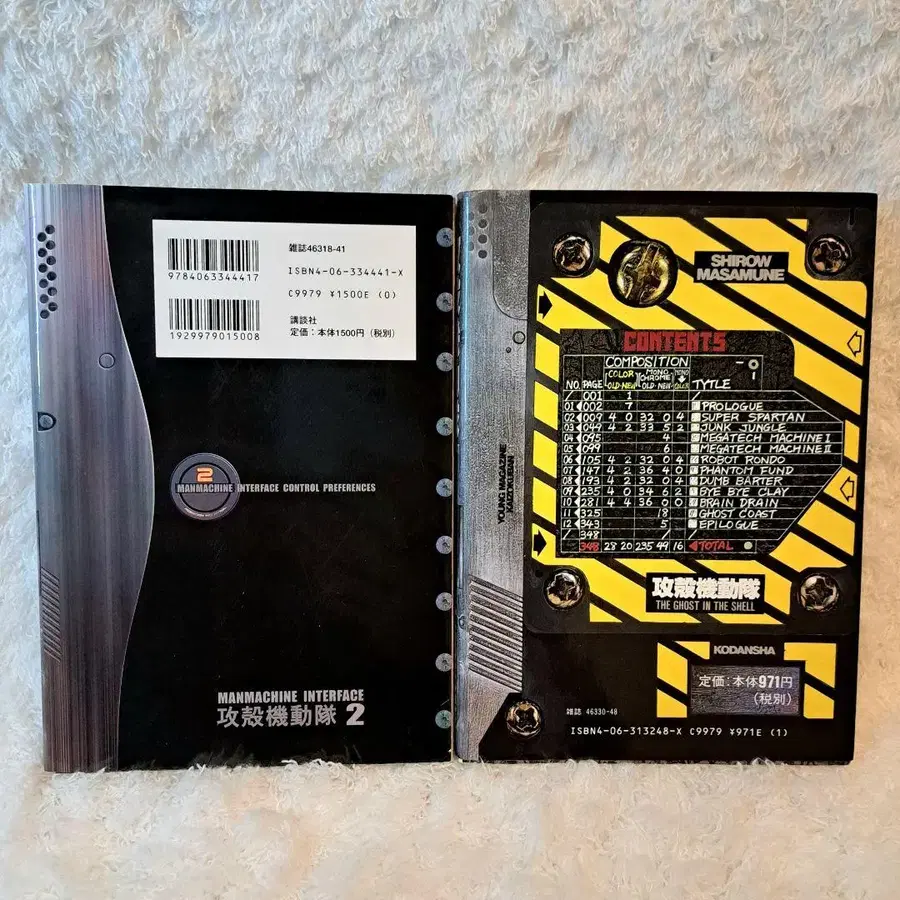 雑誌46318-41
9784063344417
ISBN4-06-334441-X
C9979 ¥1500E (0)
1929979015008
講談社
定価:本体1500円(税別)
2
MANMACHINE INTERFACE CONTROL PREFERENCES
MANMACHINE INTERFACE
攻殻機動隊 2
SHIROW
MASAMUNE
CONTENTS
COMPOSITION
COLOR MONO CHROME MONO
NO. PAGE OLD NEW OLD NEW COLOR TYTLE
/ 001 1 /
01 002 7 PROLOGUE
02 009 4 0 32 0 4 SUPER SPARTAN
03 049 4 2 33 5 2 JUNK JUNGLE
04 095 4 MEGATECH MACHINE I
05 099 6 MEGATECH MACHINE II
06 105 4 2 32 0 4 ROBOT RONDO
07 147 4 2 36 4 0 PHANTOM FUND
08 193 4 2 32 0 4 DUMB BARTER
09 235 4 0 34 6 2 BYE BYE CLAY
10 281 4 4 36 0 0 BRAIN DRAIN
11 325 18 GHOST COAST
12 343 5 EPILOGUE
/ 348 /
348 28 20 235 49 16 TOTAL
YOUNG MAGAZINE
攻殻機動隊
THE GHOST IN THE SHELL
KODANSHA
定価:本体971円
(税別)
雑誌 46330-48
ISBN4-06-313248-X C9979 ¥971E (1)